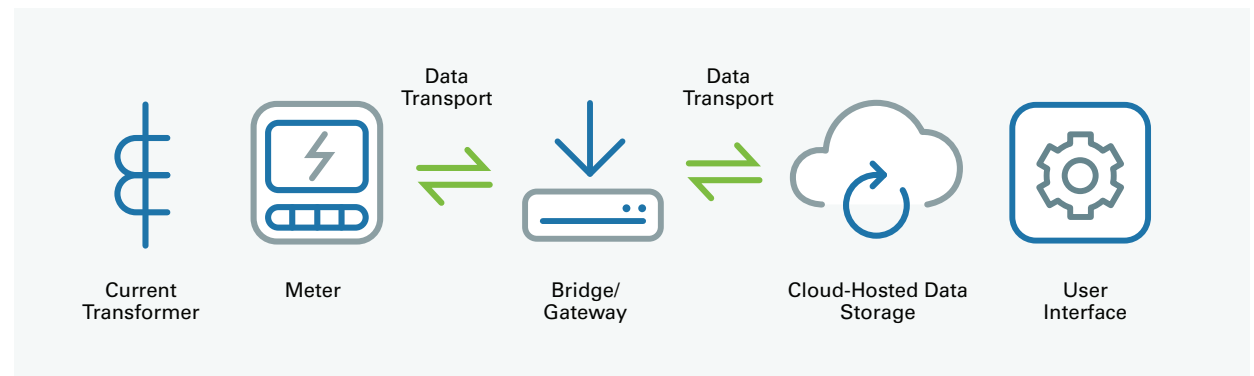 Data
Transport
Data
Transport
Current
Transformer
Meter
Bridge/
Gateway
Cloud-Hosted Data
Storage
User
Interface